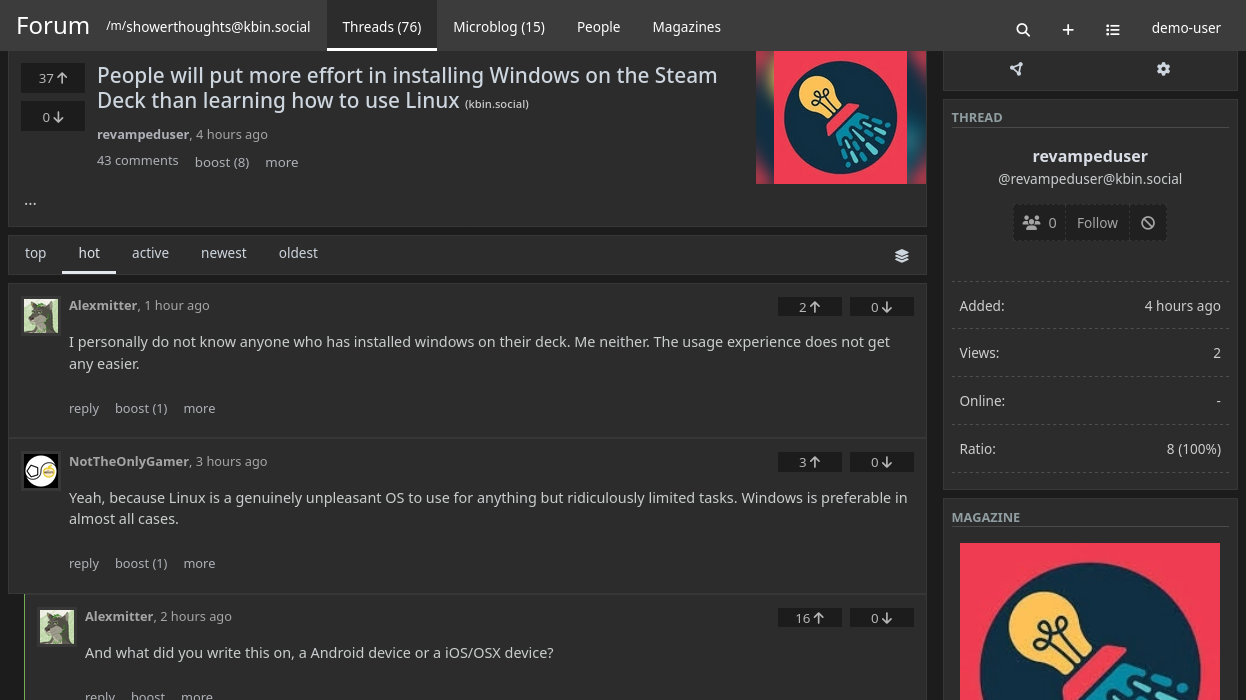 Forum /m/showerthoughts@kbin.social Threads (76) Microblog (15) People Magazines demo-user
37
0
People will put more effort in installing Windows on the Steam
Deck than learning how to use Linux (kbin.social)
revampeduser, 4 hours ago
43 comments boost (8) more
...
top hot active newest oldest
Alexmitter, 1 hour ago 2 0
I personally do not know anyone who has installed windows on their deck. Me neither. The usage experience does not get
any easier.
reply boost (1) more
NotTheOnlyGamer, 3 hours ago 3 0
Yeah, because Linux is a genuinely unpleasant OS to use for anything but ridiculously limited tasks. Windows is preferable in
almost all cases.
reply boost (1) more
Alexmitter, 2 hours ago 16 0
And what did you write this on, a Android device or a iOS/OSX device?
reply boost more
THREAD
revampeduser
@revampeduser@kbin.social
0 Follow
Added: 4 hours ago
Views: 2
Online: -
Ratio: 8 (100%)
MAGAZINE